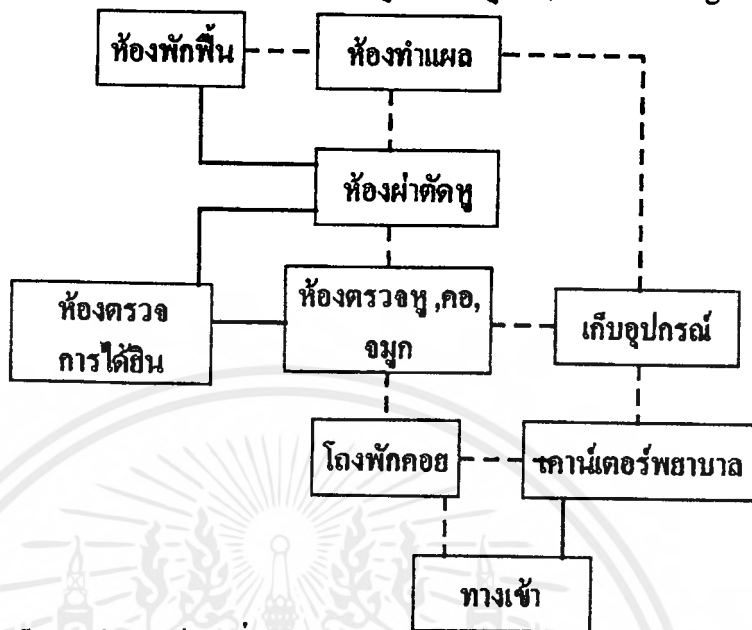 ห้องพักฟื้น
ห้องทำแผล
ห้องผ่าตัดหู
ห้องตรวจ
การได้ยิน
ห้องตรวจหู ,คอ,
จมูก
เก็บอุปกรณ์
โถงพักคอย
เคาน์เตอร์พยาบาล
ทางเข้า